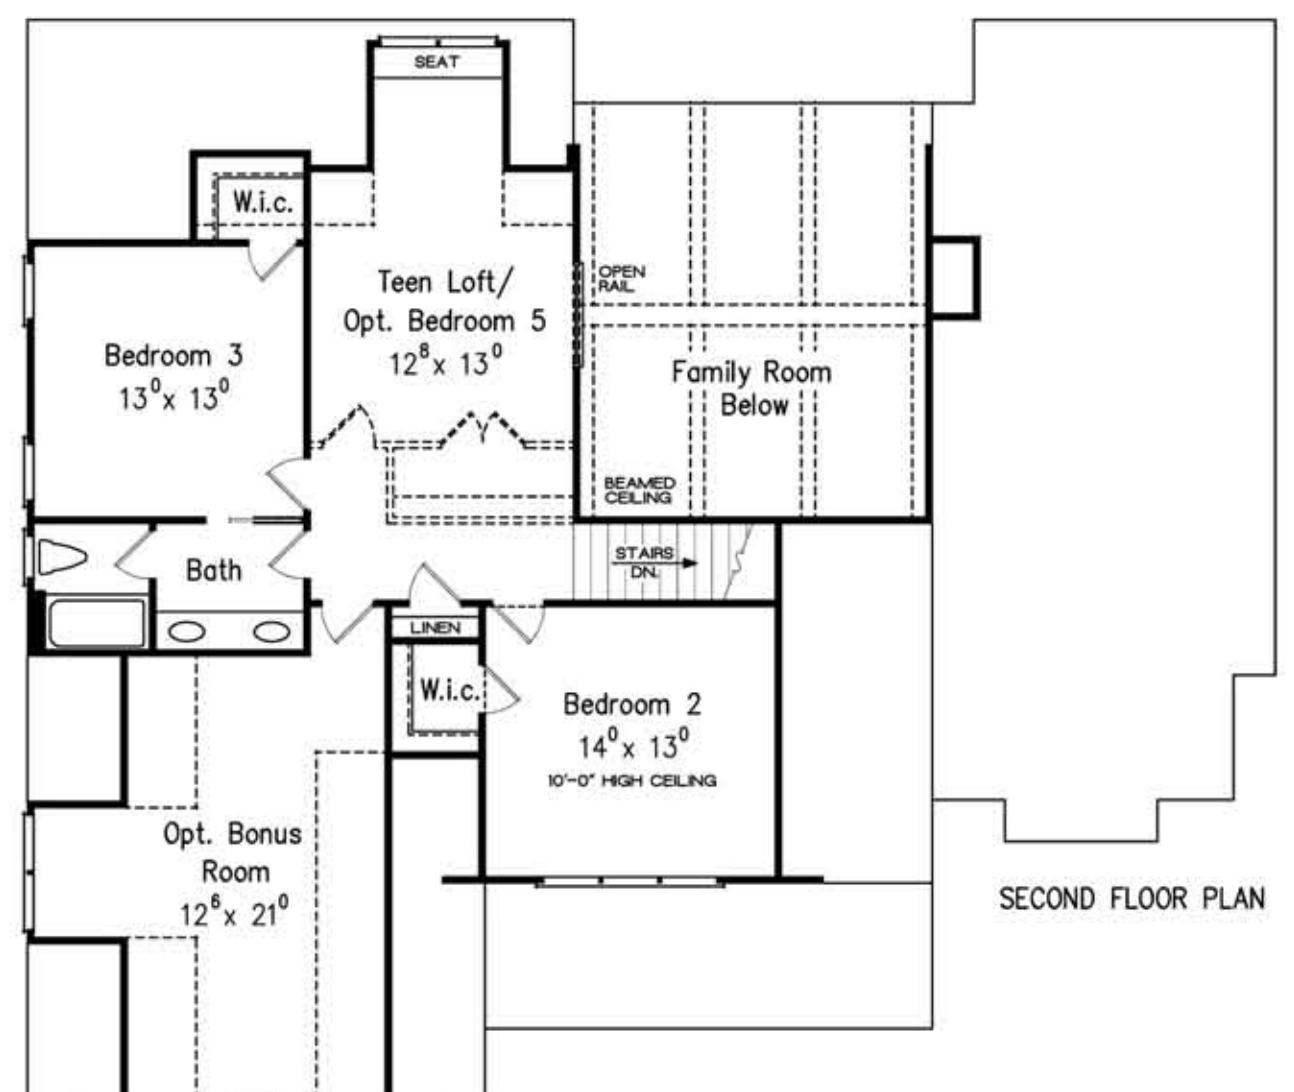 SEAT
W.i.c.
Teen Loft/
Opt. Bedroom 5
12⁸x 13⁰
OPEN
RAIL
Bedroom 3
13⁰x 13⁰
Family Room
Below
BEAMED
CEILING
STAIRS
DN.
Bath
LINEN
W.i.c.
Bedroom 2
14⁰x 13⁰
10'-0" HIGH CEILING
Opt. Bonus
Room
12⁶x 21⁰
SECOND FLOOR PLAN